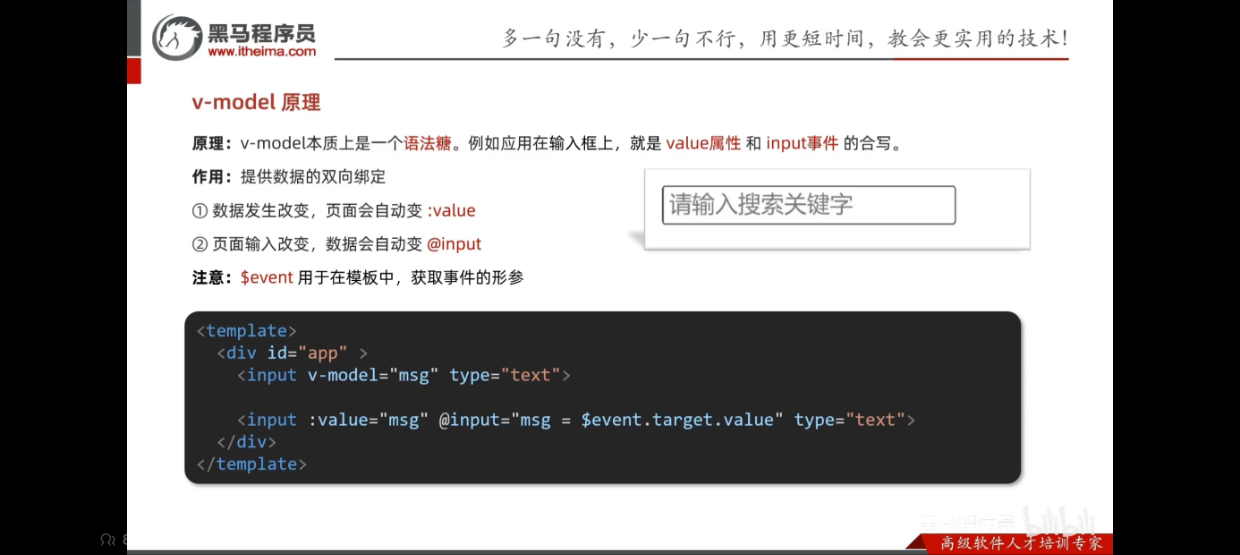 黑马程序员
www.itheima.com
多一句没有，少一句不行，用更短时间，教会更实用的技术！
v-model 原理
原理：v-model本质上是一个语法糖。例如应用在输入框上，就是 value属性 和 input事件 的合写。
作用：提供数据的双向绑定
① 数据发生改变，页面会自动变 :value
请输入搜索关键字
② 页面输入改变，数据会自动变 @input
注意：$event 用于在模板中，获取事件的形参
<template>
  <div id="app" >
    <input v-model="msg" type="text">
    <input :value="msg" @input="msg = $event.target.value" type="text">
  </div>
</template>
bilibili
高级软件人才培训专家